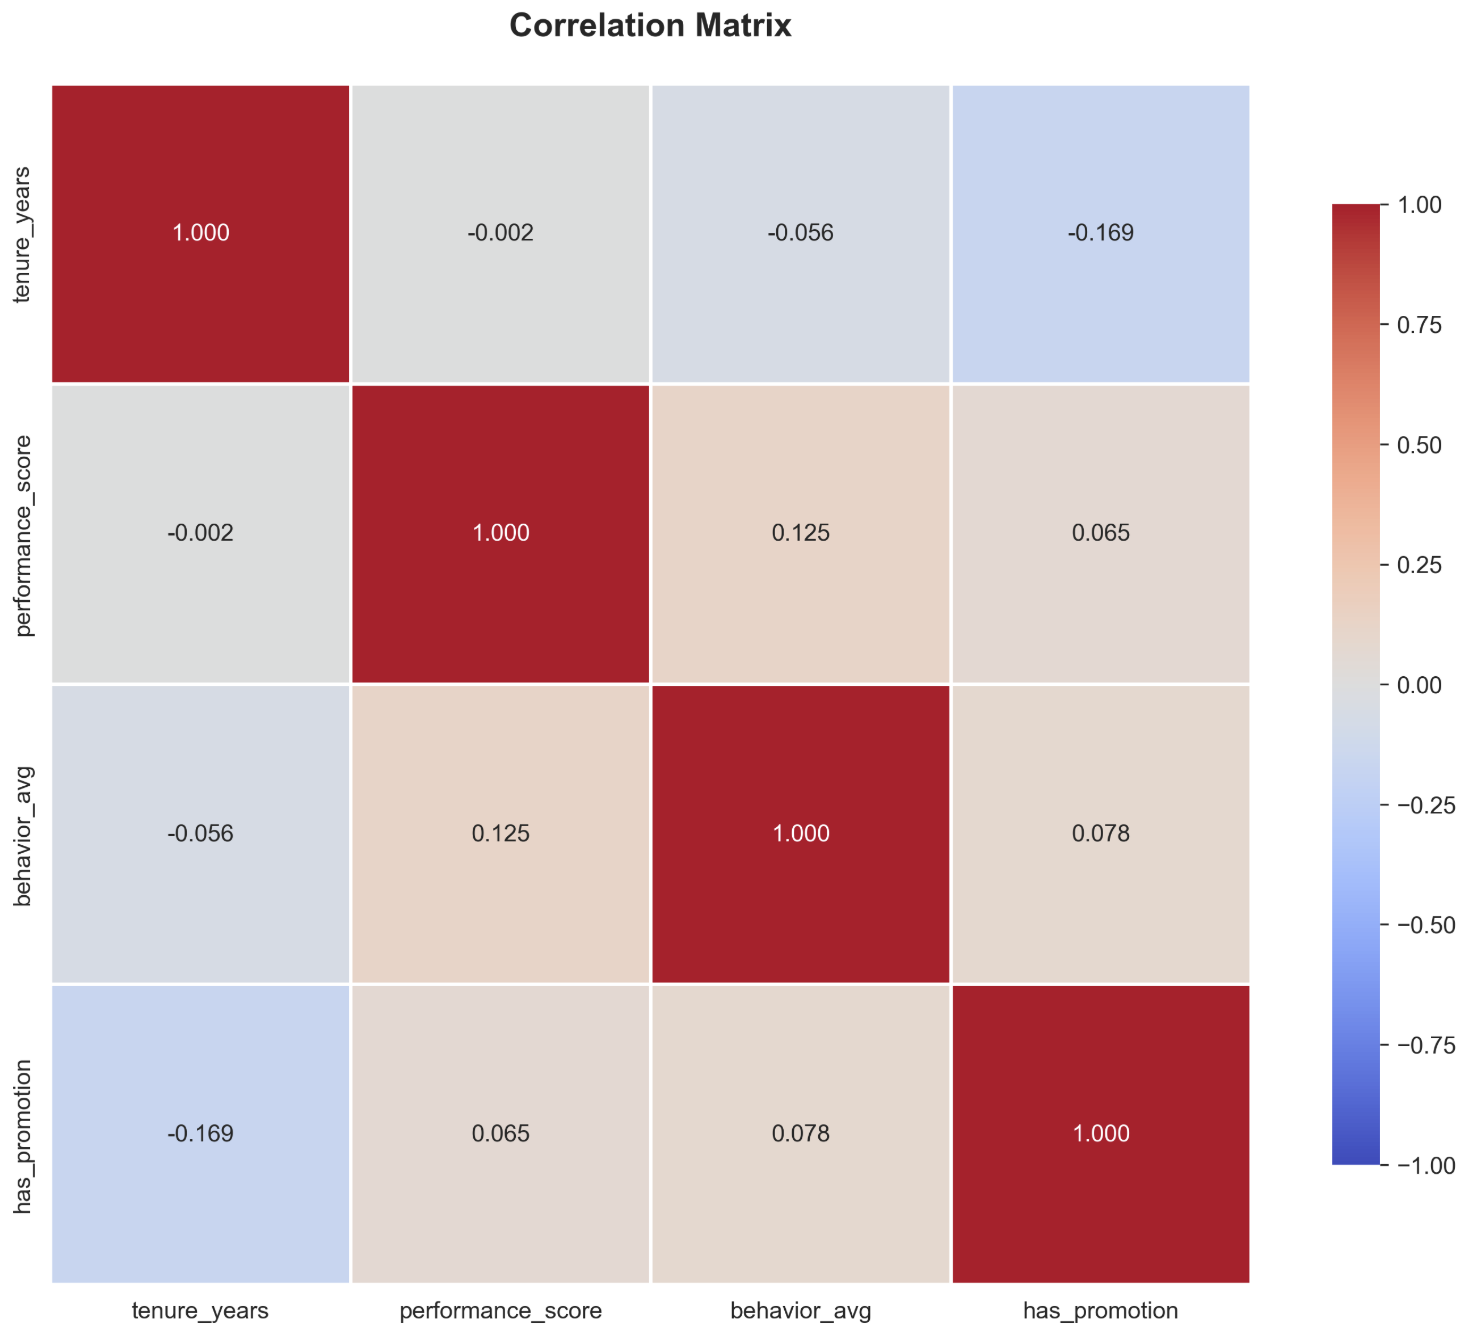 Correlation Matrix
tenure_years
1.000
-0.002
-0.056
-0.169
performance_score
-0.002
1.000
0.125
0.065
behavior_avg
-0.056
0.125
1.000
0.078
has_promotion
-0.169
0.065
0.078
1.000
tenure_years
performance_score
behavior_avg
has_promotion
1.00
0.75
0.50
0.25
0.00
−0.25
−0.50
−0.75
−1.00